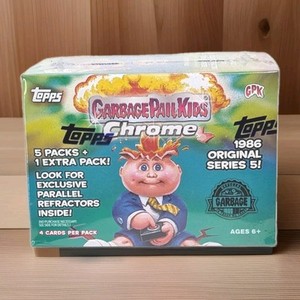 Topps
GPK
GARBAGE PAIL KIDS
Topps Chrome Topps
5 PACKS +
1 EXTRA PACK!
LOOK FOR
EXCLUSIVE
PARALLEL
REFRACTORS
INSIDE!
4 CARDS PER PACK
1986
ORIGINAL
SERIES 5!
GARBAGE
AGES 6+